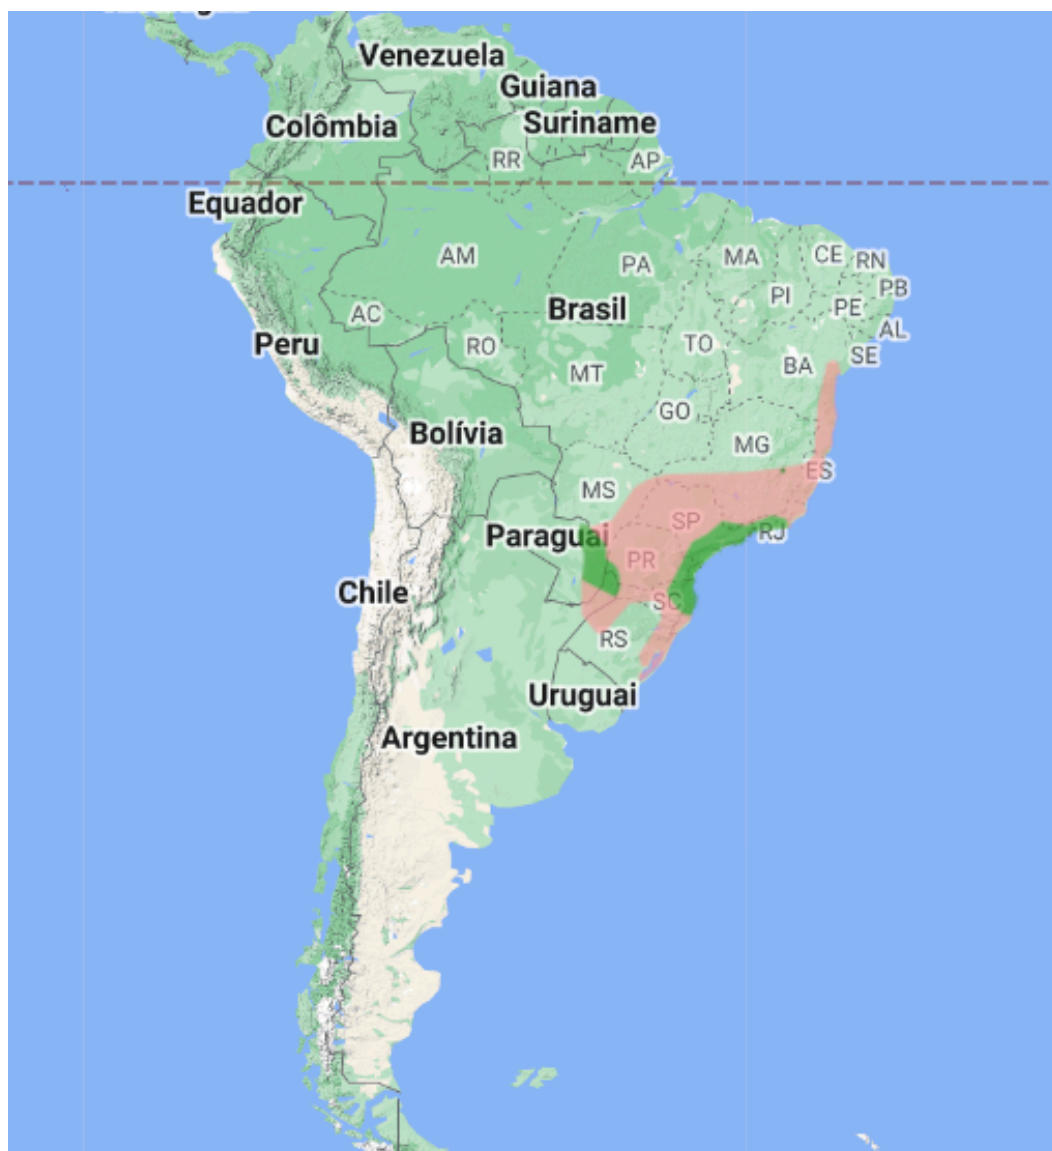 Venezuela
Guiana
Colômbia
Suriname
RR
AP
Equador
AM
PA
MA
CE
RN
PI
PB
PE
Brasil
AC
AL
Peru
RO
TO
SE
BA
MT
GO
Bolívia
MG
ES
MS
SP
Paraguai
RJ
PR
Chile
SC
RS
Uruguai
Argentina